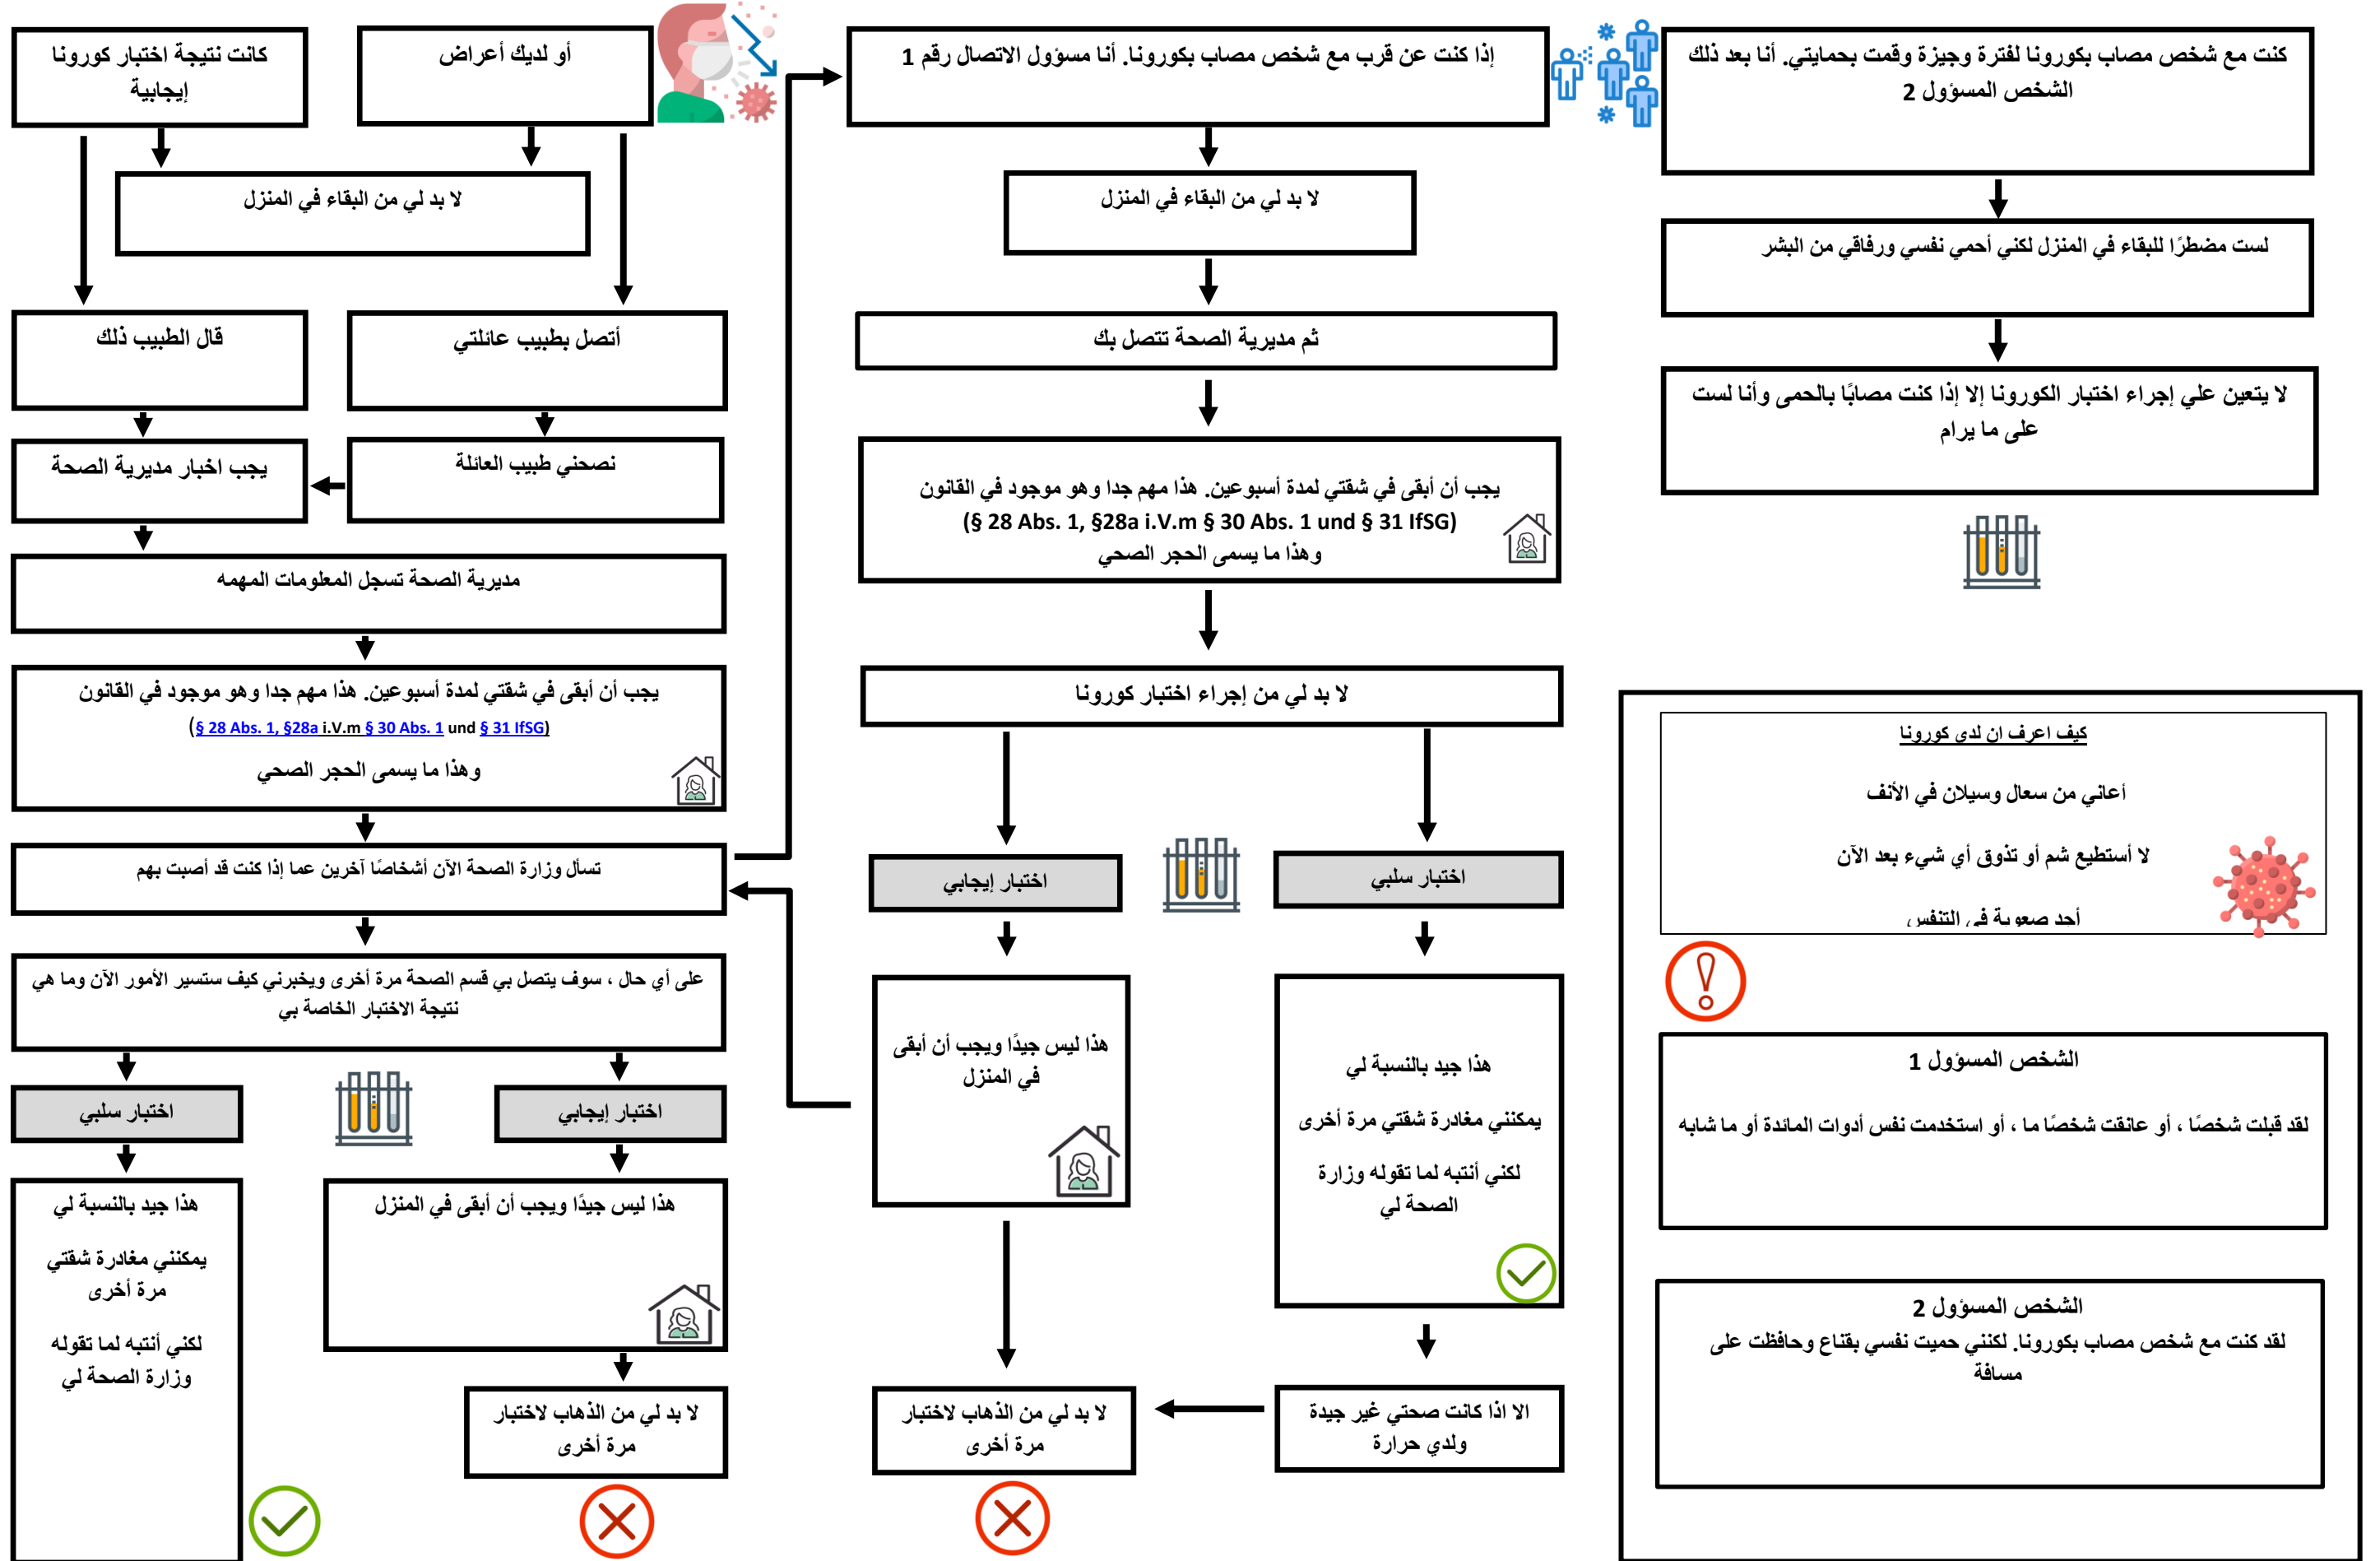 كانت نتيجة اختبار كورونا
إيجابية
أو لديك أعراض
لا بد لي من البقاء في المنزل
قال الطبيب ذلك
أتصل بطبيب عائلتي
يجب اخبار مديرية الصحة
نصحني طبيب العائلة
مديرية الصحة تسجل المعلومات المهمه
يجب أن أبقى في شقتي لمدة أسبوعين. هذا مهم جدا وهو موجود في القانون
(§ 28 Abs. 1, §28a i.V.m § 30 Abs. 1 und § 31 IfSG)
وهذا ما يسمى الحجر الصحي
تسأل وزارة الصحة الآن أشخاصًا آخرين عما إذا كنت قد أصبت بهم
على أي حال ، سوف يتصل بي قسم الصحة مرة أخرى ويخبرني كيف ستسير الأمور الآن وما هي
نتيجة الاختبار الخاصة بي
اختبار سلبي
اختبار إيجابي
هذا جيد بالنسبة لي
يمكنني مغادرة شقتي
مرة أخرى
لكني أنتبه لما تقوله
وزارة الصحة لي
هذا ليس جيدًا ويجب أن أبقى في المنزل
لا بد لي من الذهاب لاختبار
مرة أخرى
إذا كنت عن قرب مع شخص مصاب بكورونا. أنا مسؤول الاتصال رقم 1
لا بد لي من البقاء في المنزل
ثم مديرية الصحة تتصل بك
يجب أن أبقى في شقتي لمدة أسبوعين. هذا مهم جدا وهو موجود في القانون
(§ 28 Abs. 1, §28a i.V.m § 30 Abs. 1 und § 31 IfSG)
وهذا ما يسمى الحجر الصحي
لا بد لي من إجراء اختبار كورونا
اختبار إيجابي
اختبار سلبي
هذا ليس جيدًا ويجب أن أبقى
في المنزل
هذا جيد بالنسبة لي
يمكنني مغادرة شقتي مرة أخرى
لكني أنتبه لما تقوله وزارة
الصحة لي
لا بد لي من الذهاب لاختبار
مرة أخرى
الا اذا كانت صحتي غير جيدة
ولدي حرارة
كنت مع شخص مصاب بكورونا لفترة وجيزة وقمت بحمايتي. أنا بعد ذلك
الشخص المسؤول 2
لست مضطرًا للبقاء في المنزل لكني أحمي نفسي ورفاقي من البشر
لا يتعين علي إجراء اختبار الكورونا إلا إذا كنت مصابًا بالحمى وأنا لست
على ما يرام
كيف اعرف ان لدي كورونا
أعاني من سعال وسيلان في الأنف
لا أستطيع شم أو تذوق أي شيء بعد الآن
أجد صعوبة في التنفس
الشخص المسؤول 1
لقد قبلت شخصًا ، أو عانقت شخصًا ما ، أو استخدمت نفس أدوات المائدة أو ما شابه
الشخص المسؤول 2
لقد كنت مع شخص مصاب بكورونا. لكنني حميت نفسي بقناع وحافظت على
مسافة